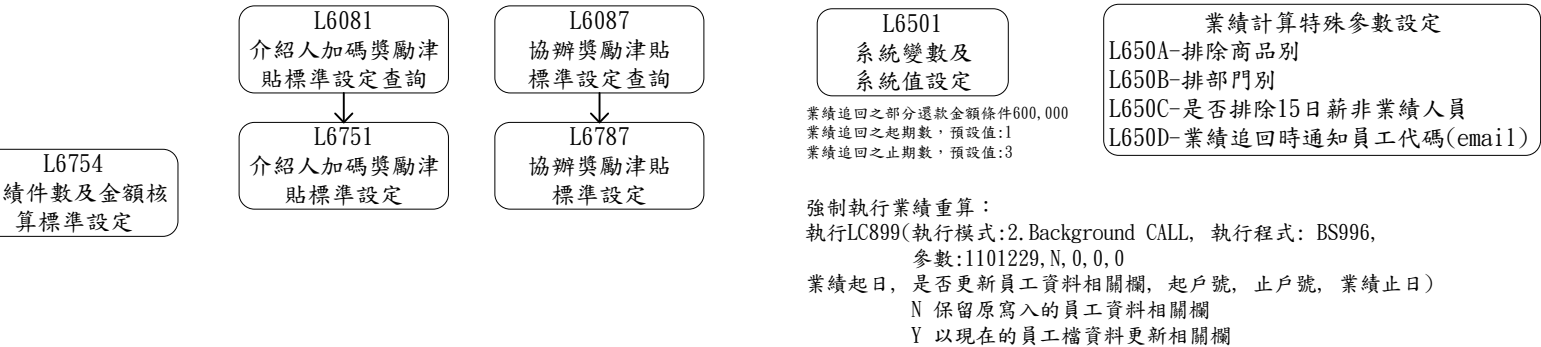 L6081
介紹人加碼獎勵津
貼標準設定查詢
L6087
協辦獎勵津貼
標準設定查詢
L6501
系統變數及
系統值設定
業績追回之部分還款金額條件600,000
業績追回之起期數，預設值:1
業績追回之止期數，預設值:3
業績計算特殊參數設定
L650A-排除商品別
L650B-排部門別
L650C-是否排除15日薪非業績人員
L650D-業績追回時通知員工代碼(email)
L6754
績件數及金額核
算標準設定
L6751
介紹人加碼獎勵津
貼標準設定
L6787
協辦獎勵津貼
標準設定
強制執行業績重算：
執行LC899(執行模式:2.Background CALL, 執行程式: BS996,
參數:1101229,N,0,0,0
業績起日, 是否更新員工資料相關欄, 起戶號, 止戶號, 業績止日)
N 保留原寫入的員工資料相關欄
Y 以現在的員工檔資料更新相關欄